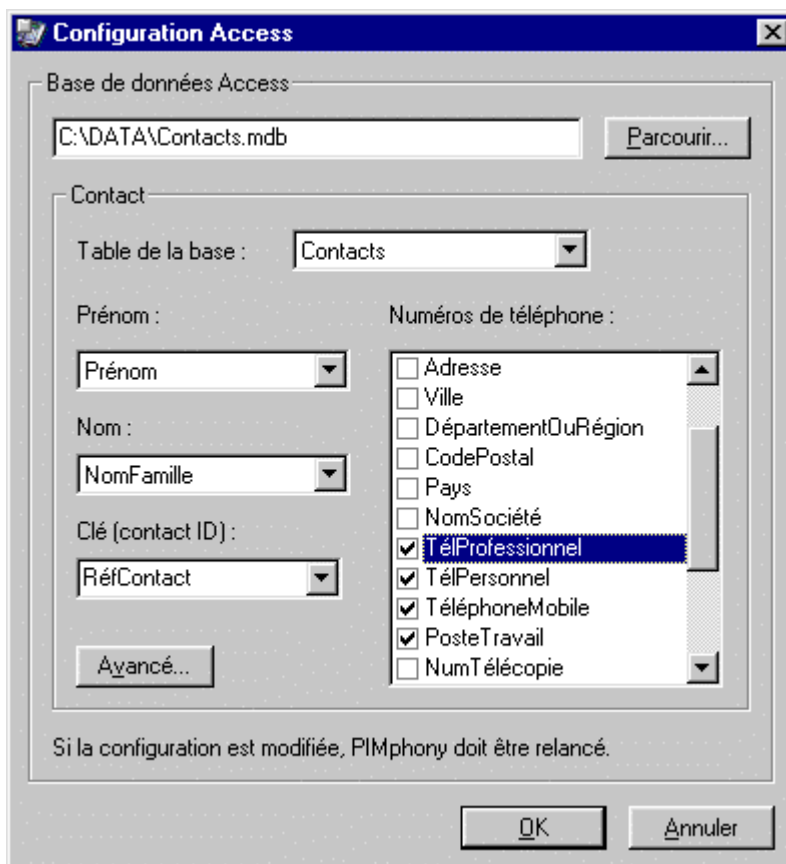 Configuration Access
Base de données Access
C:\DATA\Contacts.mdb
Parcourir...
Contact
Table de la base :
Contacts
Prénom :
Prénom
Nom :
NomFamille
Clé (contact ID) :
RéfContact
Avancé...
Numéros de téléphone :
Adresse
Ville
DépartementOuRégion
CodePostal
Pays
NomSociété
TélProfessionnel
TélPersonnel
TéléphoneMobile
PosteTravail
NumTélécopie
Si la configuration est modifiée, PIMphony doit être relancé.
OK
Annuler